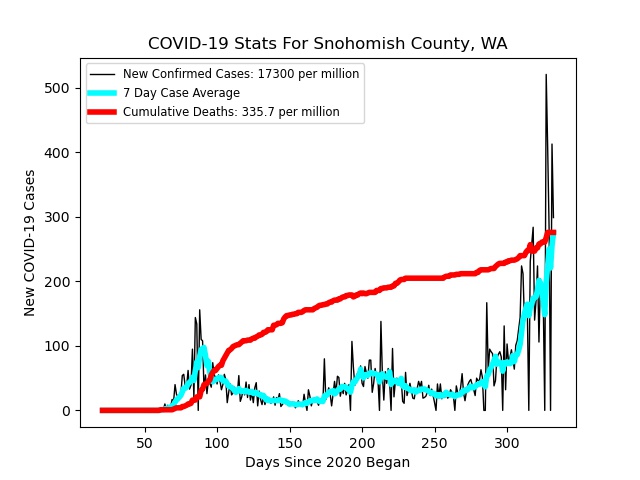 COVID-19 Stats For Snohomish County, WA
New Confirmed Cases: 17300 per million
7 Day Case Average
Cumulative Deaths: 335.7 per million
New COVID-19 Cases
500
400
300
200
100
0
50 100 150 200 250 300
Days Since 2020 Began